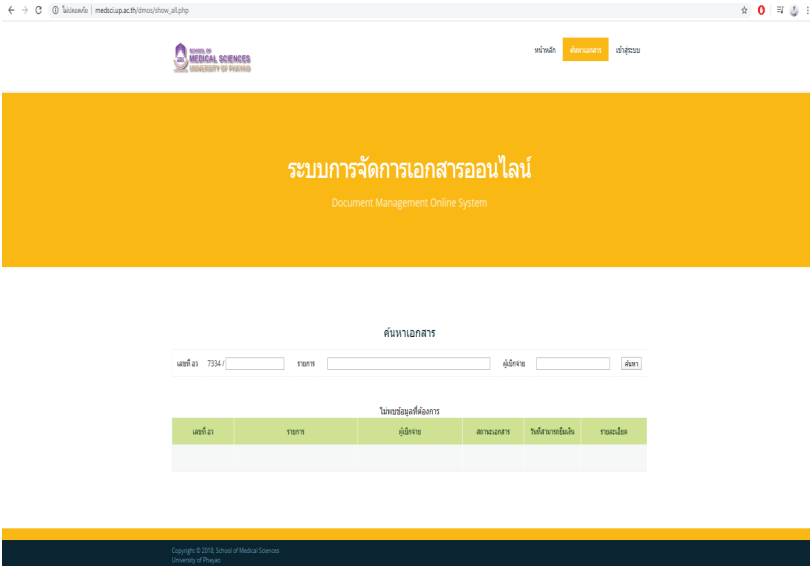 ไม่ปลอดภัย | medsci.up.ac.th/dmos/show_all.php
SCHOOL OF
MEDICAL SCIENCES
UNIVERSITY OF PHAYAO
หน้าหลัก ค้นหาเอกสาร เข้าสู่ระบบ
ระบบการจัดการเอกสารออนไลน์
Document Management Online System
ค้นหาเอกสาร
เลขที่ อว 7334 / รายการ ผู้เบิกจ่าย ค้นหา
ไม่พบข้อมูลที่ต้องการ
เลขที่ อว รายการ ผู้เบิกจ่าย สถานะเอกสาร วันที่สามารถยืมเงิน รายละเอียด
Copyright © 2018, School of Medical Sciences
University of Phayao